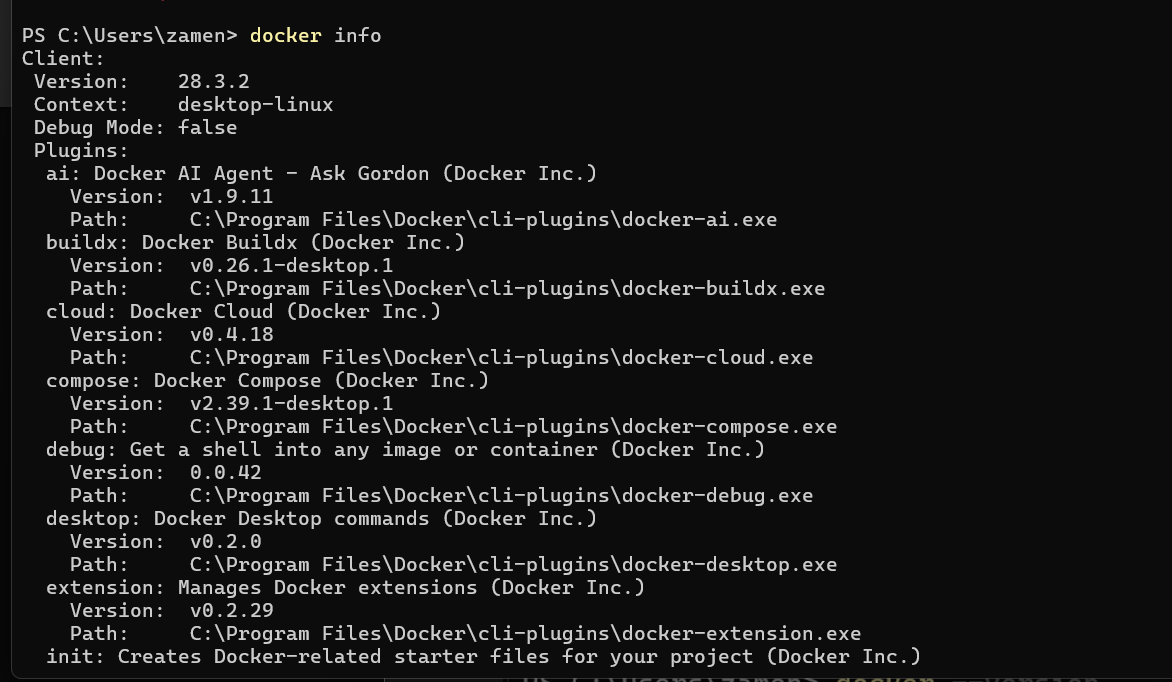 PS C:\Users\zamen> docker info
Client:
 Version:    28.3.2
 Context:    desktop-linux
 Debug Mode: false
 Plugins:
  ai: Docker AI Agent - Ask Gordon (Docker Inc.)
    Version:  v1.9.11
    Path:     C:\Program Files\Docker\cli-plugins\docker-ai.exe
  buildx: Docker Buildx (Docker Inc.)
    Version:  v0.26.1-desktop.1
    Path:     C:\Program Files\Docker\cli-plugins\docker-buildx.exe
  cloud: Docker Cloud (Docker Inc.)
    Version:  v0.4.18
    Path:     C:\Program Files\Docker\cli-plugins\docker-cloud.exe
  compose: Docker Compose (Docker Inc.)
    Version:  v2.39.1-desktop.1
    Path:     C:\Program Files\Docker\cli-plugins\docker-compose.exe
  debug: Get a shell into any image or container (Docker Inc.)
    Version:  0.0.42
    Path:     C:\Program Files\Docker\cli-plugins\docker-debug.exe
  desktop: Docker Desktop commands (Docker Inc.)
    Version:  v0.2.0
    Path:     C:\Program Files\Docker\cli-plugins\docker-desktop.exe
  extension: Manages Docker extensions (Docker Inc.)
    Version:  v0.2.29
    Path:     C:\Program Files\Docker\cli-plugins\docker-extension.exe
  init: Creates Docker-related starter files for your project (Docker Inc.)